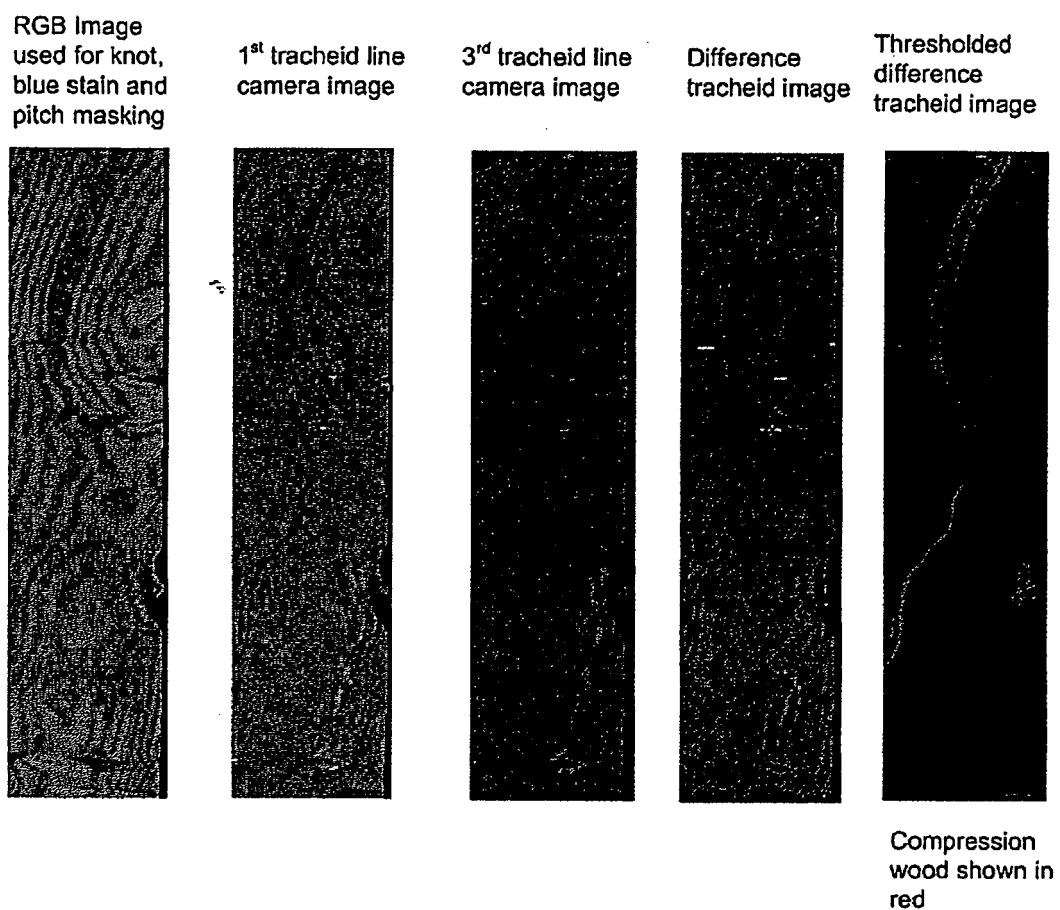 RGB Image
used for knot,
blue stain and
pitch masking
1st tracheid line
camera image
3rd tracheid line
camera image
Difference
tracheid image
Thresholded
difference
tracheid image
Compression
wood shown in
red